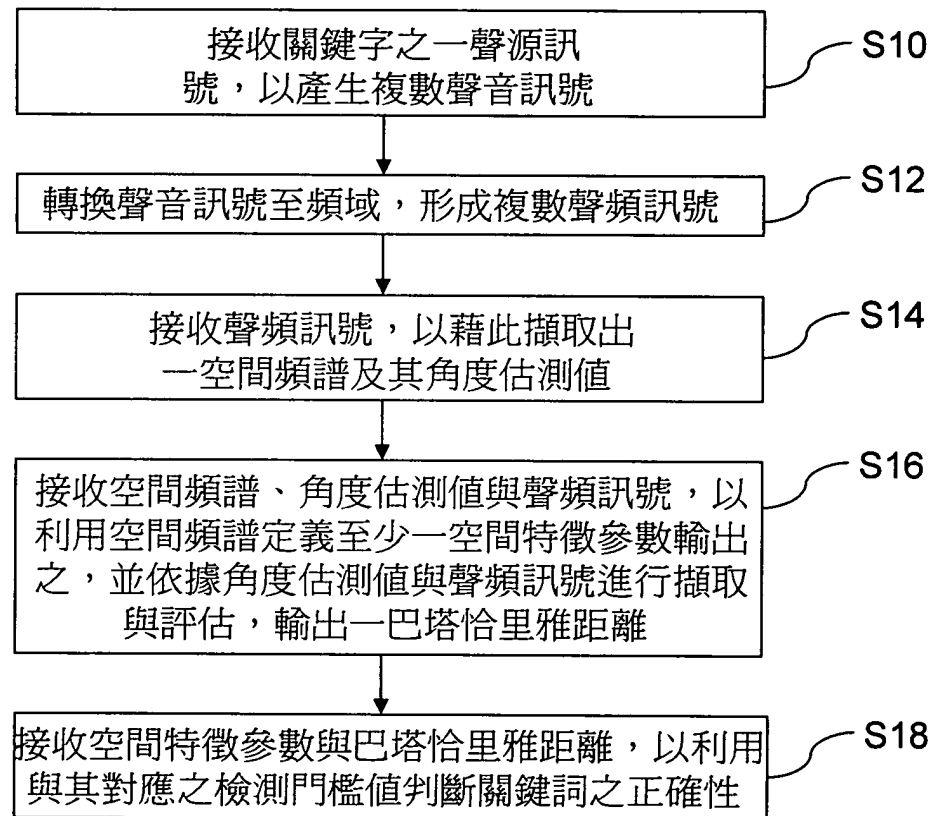 接收關鍵字之一聲源訊
號，以產生複數聲音訊號
S10
轉換聲音訊號至頻域，形成複數聲頻訊號
S12
接收聲頻訊號，以藉此擷取出
一空間頻譜及其角度估測值
S14
接收空間頻譜、角度估測值與聲頻訊號，以
利用空間頻譜定義至少一空間特徵參數輸出
之，並依據角度估測值與聲頻訊號進行擷取
與評估，輸出一巴塔恰里雅距離
S16
接收空間特徵參數與巴塔恰里雅距離，以利用
與其對應之檢測門檻值判斷關鍵詞之正確性
S18